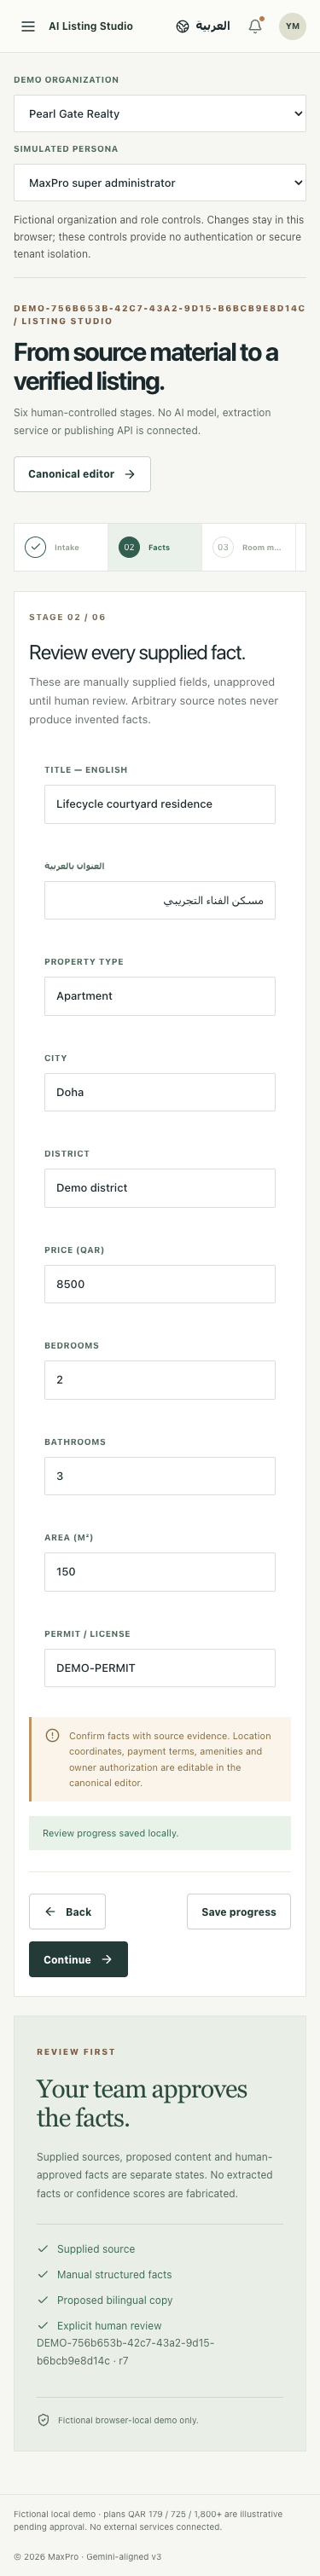 AI Listing Studio
العربية
YM
DEMO ORGANIZATION
Pearl Gate Realty
SIMULATED PERSONA
MaxPro super administrator
Fictional organization and role controls. Changes stay in this
browser; these controls provide no authentication or secure
tenant isolation.
DEMO-756B653B-42C7-43A2-9D15-B6BCB9E8D14C
/ LISTING STUDIO
From source material to a
verified listing.
Six human-controlled stages. No AI model, extraction
service or publishing API is connected.
Canonical editor
Intake
02 Facts
03 Room m...
STAGE 02 / 06
Review every supplied fact.
These are manually supplied fields, unapproved
until human review. Arbitrary source notes never
produce invented facts.
TITLE — ENGLISH
Lifecycle courtyard residence
العنوان بالعربية
مسكن الفناء التجريبي
PROPERTY TYPE
Apartment
CITY
Doha
DISTRICT
Demo district
PRICE (QAR)
8500
BEDROOMS
2
BATHROOMS
3
AREA (M²)
150
PERMIT / LICENSE
DEMO-PERMIT
Confirm facts with source evidence. Location
coordinates, payment terms, amenities and
owner authorization are editable in the
canonical editor.
Review progress saved locally.
Back
Save progress
Continue
REVIEW FIRST
Your team approves
the facts.
Supplied sources, proposed content and human-
approved facts are separate states. No extracted
facts or confidence scores are fabricated.
Supplied source
Manual structured facts
Proposed bilingual copy
Explicit human review
DEMO-756b653b-42c7-43a2-9d15-
b6bcb9e8d14c · r7
Fictional browser-local demo only.
Fictional local demo · plans QAR 179 / 725 / 1,800+ are illustrative
pending approval. No external services connected.
© 2026 MaxPro · Gemini-aligned v3